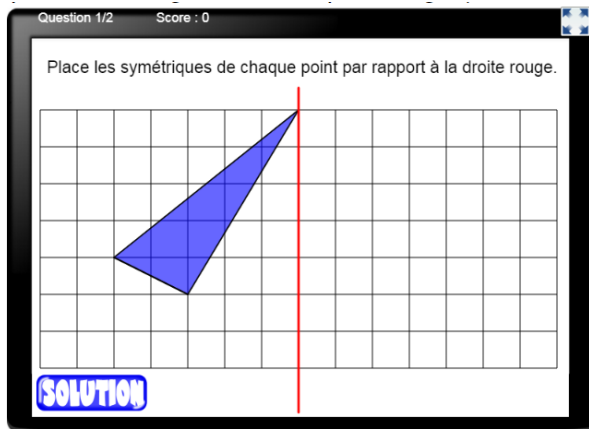 Question 1/2 Score : 0
Place les symétriques de chaque point par rapport à la droite rouge.
SOLUTION